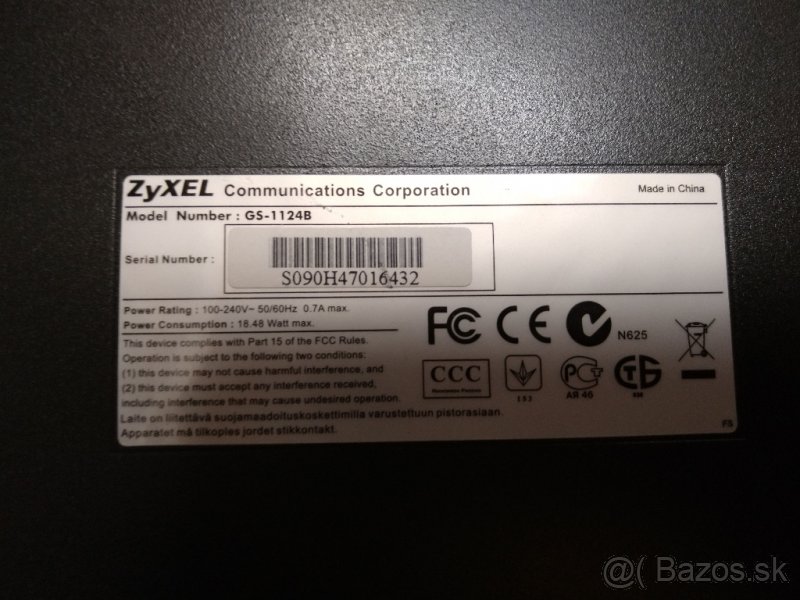 ZyXEL Communications Corporation
Made in China
Model Number : GS-1124B
Serial Number :
S090H47016432
Power Rating : 100-240V~ 50/60Hz 0.7A max.
Power Consumption : 18.48 Watt max.
This device complies with Part 15 of the FCC Rules.
Operation is subject to the following two conditions:
(1) this device may not cause harmful interference, and
(2) this device must accept any interference received,
including interference that may cause undesired operation.
FC CE N625
CCC
153
АЯ 46
Laite on liitettävä suojamaadoituskoskettimilla varustettuun pistorasiaan.
Apparatet må tilkoples jordet stikkontakt.
FS
@( Bazos.sk